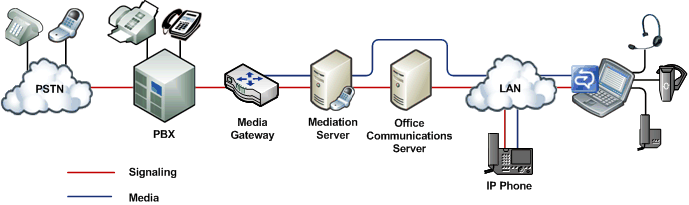 PSTN
PBX
Media
Gateway
Mediation
Server
Office
Communications
Server
LAN
IP Phone
Signaling
Media